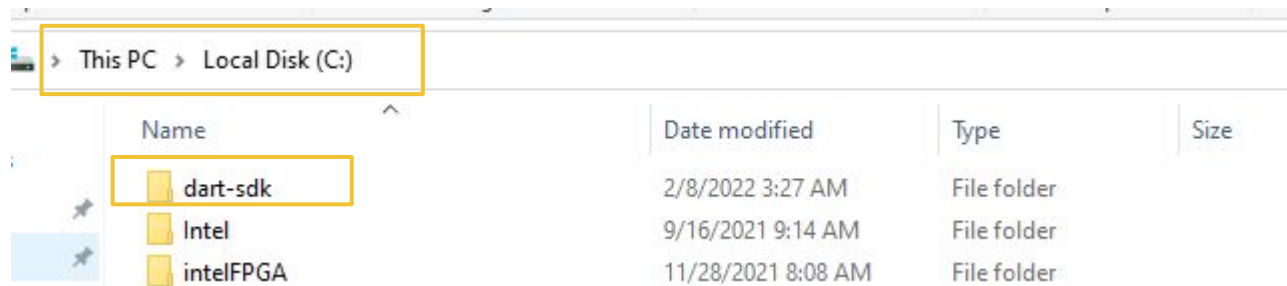 This PC > Local Disk (C:)
Name Date modified Type Size
dart-sdk 2/8/2022 3:27 AM File folder
Intel 9/16/2021 9:14 AM File folder
intelFPGA 11/28/2021 8:08 AM File folder